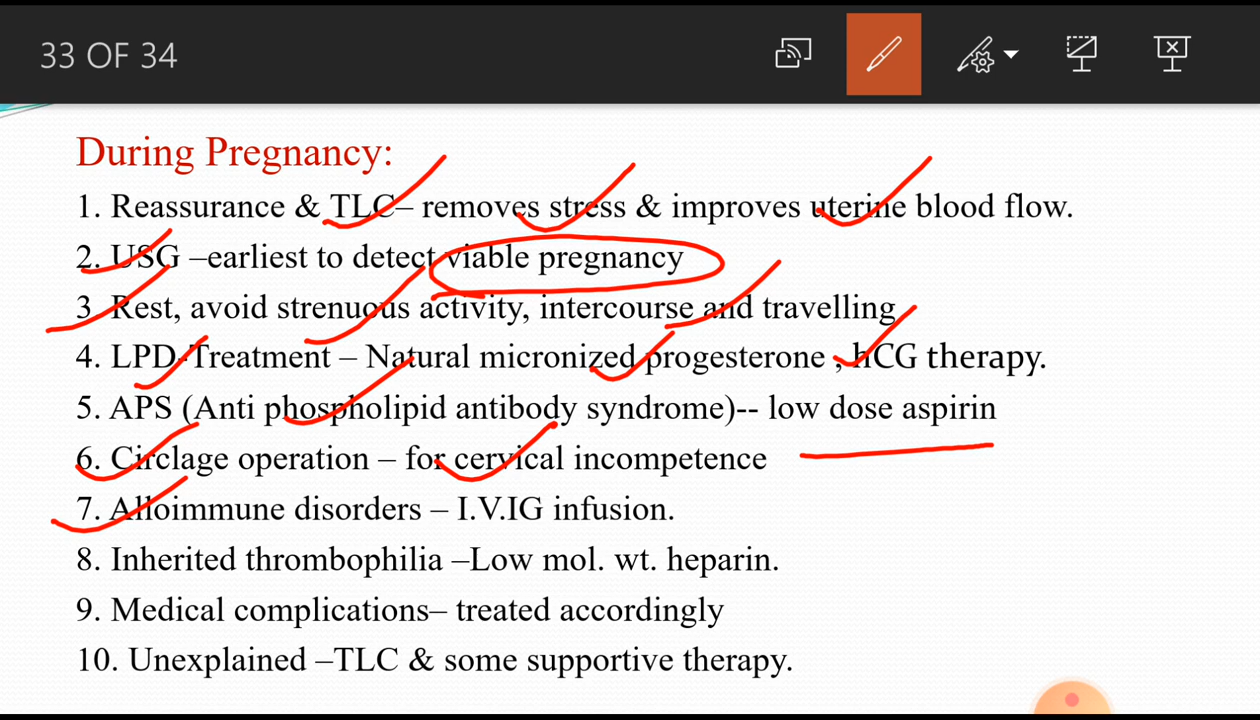 33 OF 34
During Pregnancy:
1. Reassurance & TLC– removes stress & improves uterine blood flow.
2. USG –earliest to detect viable pregnancy
3. Rest, avoid strenuous activity, intercourse and travelling
4. LPD-Treatment – Natural micronized progesterone , hCG therapy.
5. APS (Anti phospholipid antibody syndrome)-- low dose aspirin
6. Circlage operation – for cervical incompetence
7. Alloimmune disorders – I.V.IG infusion.
8. Inherited thrombophilia –Low mol. wt. heparin.
9. Medical complications– treated accordingly
10. Unexplained –TLC & some supportive therapy.